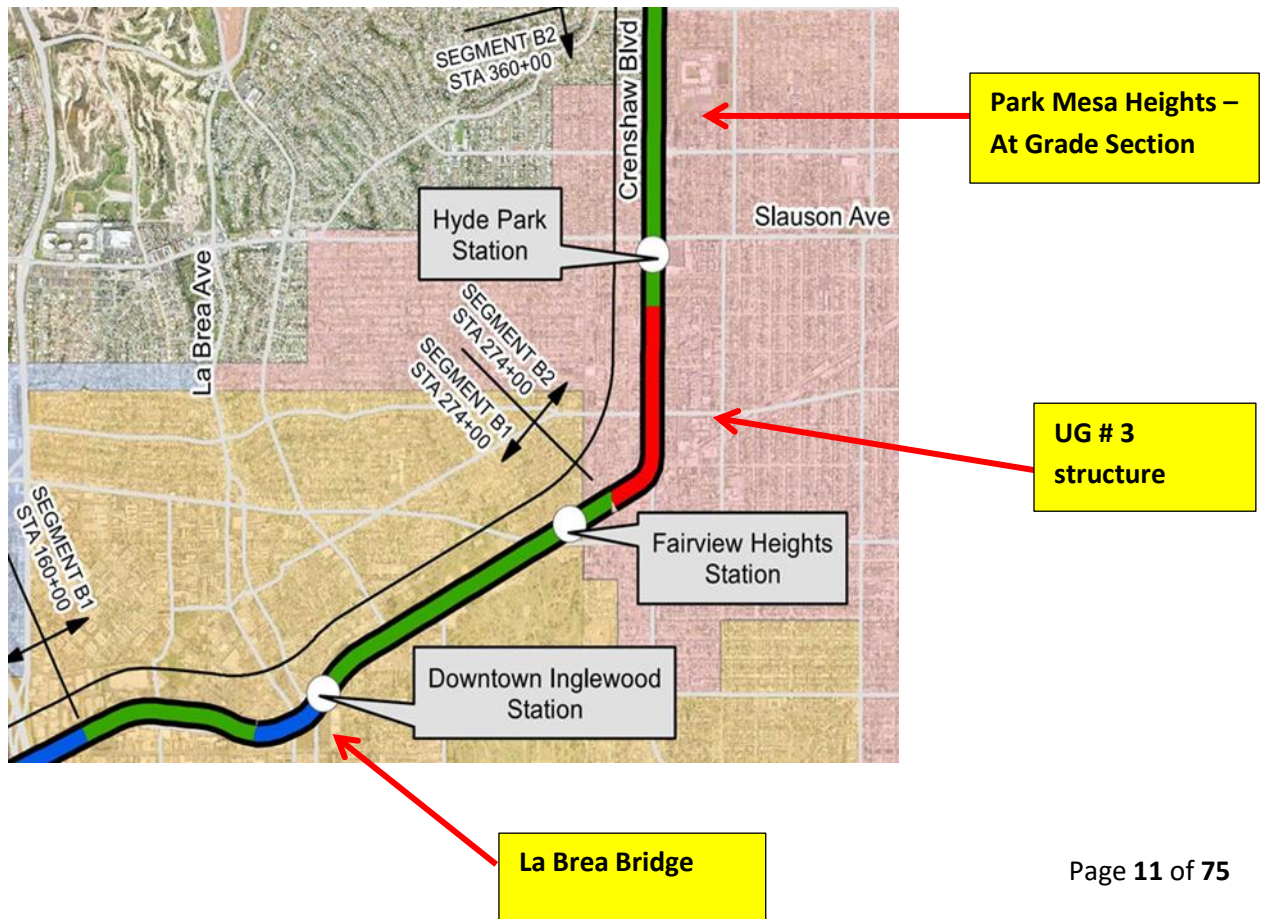 SEGMENT B2
STA 360+00
Crenshaw Blvd
Park Mesa Heights –
At Grade Section
Hyde Park
Station
Slauson Ave
La Brea Ave
SEGMENT B2
STA 274+00
SEGMENT B1
STA 274+00
UG # 3
structure
SEGMENT B1
STA 160+00
Fairview Heights
Station
Downtown Inglewood
Station
La Brea Bridge
Page 11 of 75